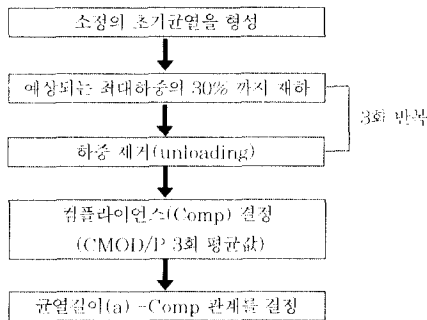 소정의 초기균열을 형성
예상되는 최대하중의 30% 까지 재하
3회 반복
하중 제거(unloading)
컴플라이언스(Comp) 결정
(CMOD/P 3회 평균값)
균열길이(a) -Comp 관계를 결정